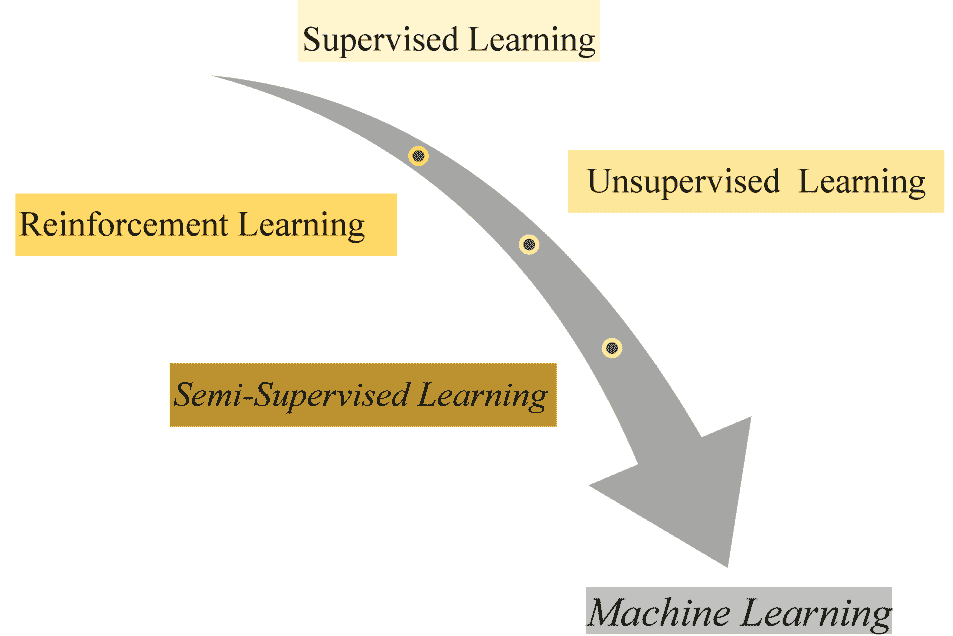 Supervised Learning
Unsupervised Learning
Reinforcement Learning
Semi-Supervised Learning
Machine Learning